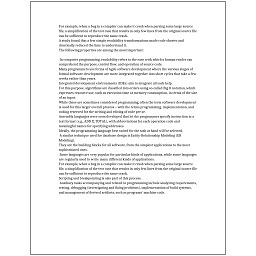 For example, when a bug in a compiler can make it crash when parsing some large source
file, a simplification of the test case that results in only few lines from the original source file
can be sufficient to reproduce the same crash.
A study found that a few simple readability transformations made code shorter and
drastically reduced the time to understand it.
The following properties are among the most important:

In computer programming, readability refers to the ease with which a human reader can
comprehend the purpose, control flow, and operation of source code.
Many programmers use forms of Agile software development where the various stages of
formal software development are more integrated together into short cycles that take a few
weeks rather than years.
Integrated development environments (IDEs) aim to integrate all such help.
For this purpose, algorithms are classified into orders using so-called Big O notation, which
expresses resource use, such as execution time or memory consumption, in terms of the size
of an input.
While these are sometimes considered programming, often the term software development
is used for this larger overall process – with the terms programming, implementation, and
coding reserved for the writing and editing of code per se.
Assembly languages were soon developed that let the programmer specify instruction in a
text format (e.g., ADD X, TOTAL), with abbreviations for each operation code and
meaningful names for specifying addresses.
Ideally, the programming language best suited for the task at hand will be selected.
A similar technique used for database design is Entity-Relationship Modeling (ER
Modeling).
They are the building blocks for all software, from the simplest applications to the most
sophisticated ones.
Some languages are very popular for particular kinds of applications, while some languages
are regularly used to write many different kinds of applications.
For example, when a bug in a compiler can make it crash when parsing some large source
file, a simplification of the test case that results in only few lines from the original source file
can be sufficient to reproduce the same crash.
Scripting and breakpointing is also part of this process.
Auxiliary tasks accompanying and related to programming include analyzing requirements,
testing, debugging (investigating and fixing problems), implementation of build systems,
and management of derived artifacts, such as programs' machine code.